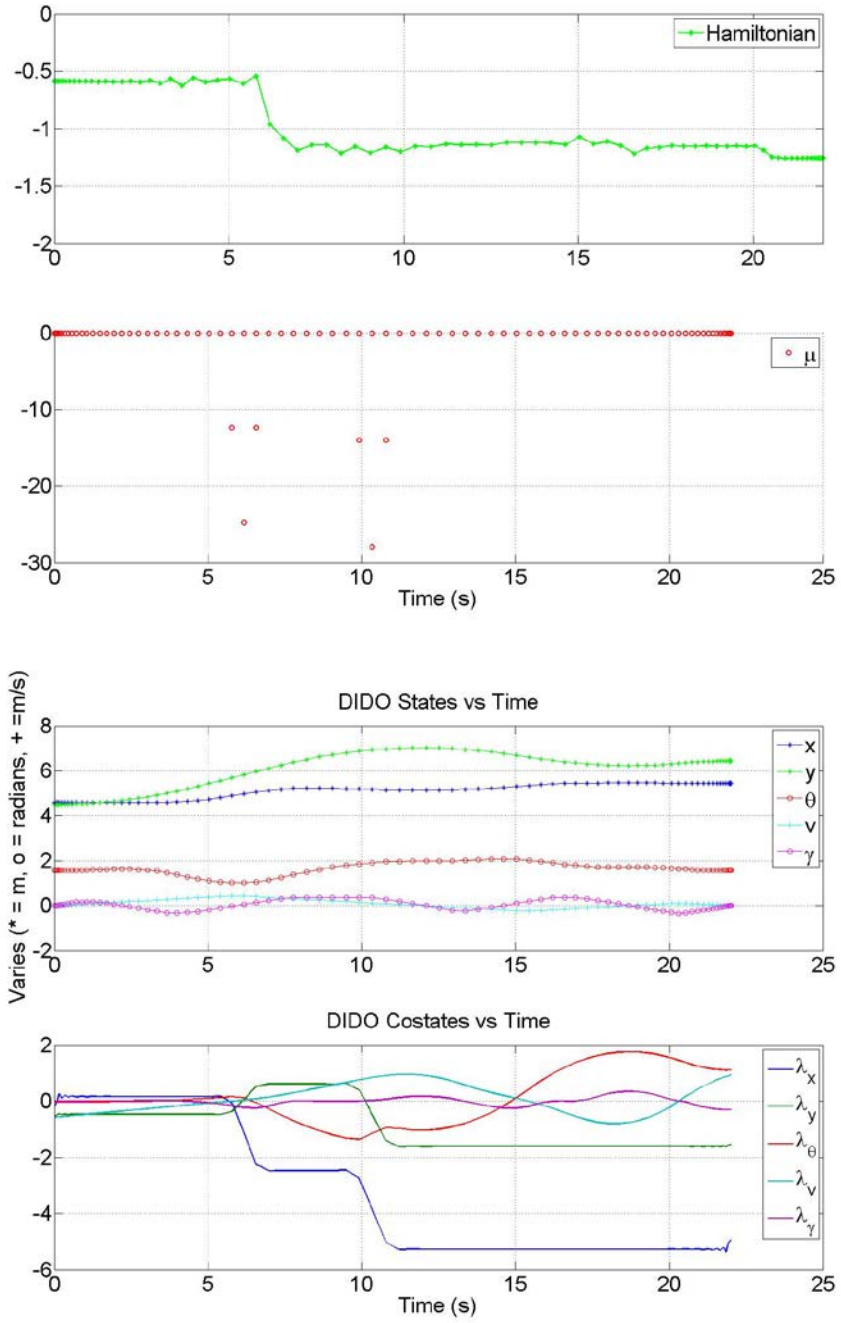 0
-0.5
-1
-1.5
-2
0 5 10 15 20
Hamiltonian
0
-10
-20
-30
0 5 10 15 20 25
μ
Time (s)
Varies (* = m, o = radians, + =m/s)
DIDO States vs Time
8
6
4
2
0
-2
0 5 10 15 20 25
x
y
θ
v
γ
DIDO Costates vs Time
2
0
-2
-4
-6
0 5 10 15 20 25
λx
λy
λθ
λv
λγ
Time (s)